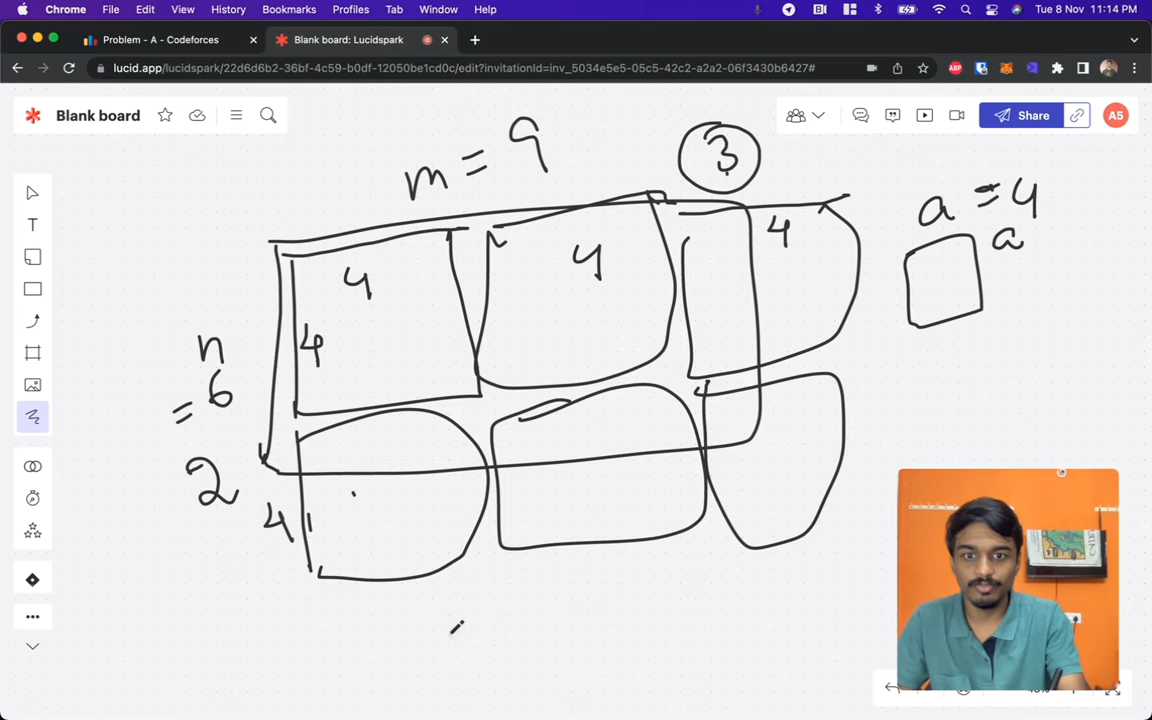 Chrome File Edit View History Bookmarks Profiles Tab Window Help Tue 8 Nov 11:14 PM
Problem - A - Codeforces Blank board: Lucidspark
lucid.app/lucidspark/22d6d6b2-36bf-4c59-b0df-12050be1cd0c/edit?invitationId=inv_5034e5e5-05c5-42c2-a2a2-06f3430b6427#
ABP
Blank board Share A5
m = 9
3
a = 4
a
4 4 4
4
n
= 6
2
4